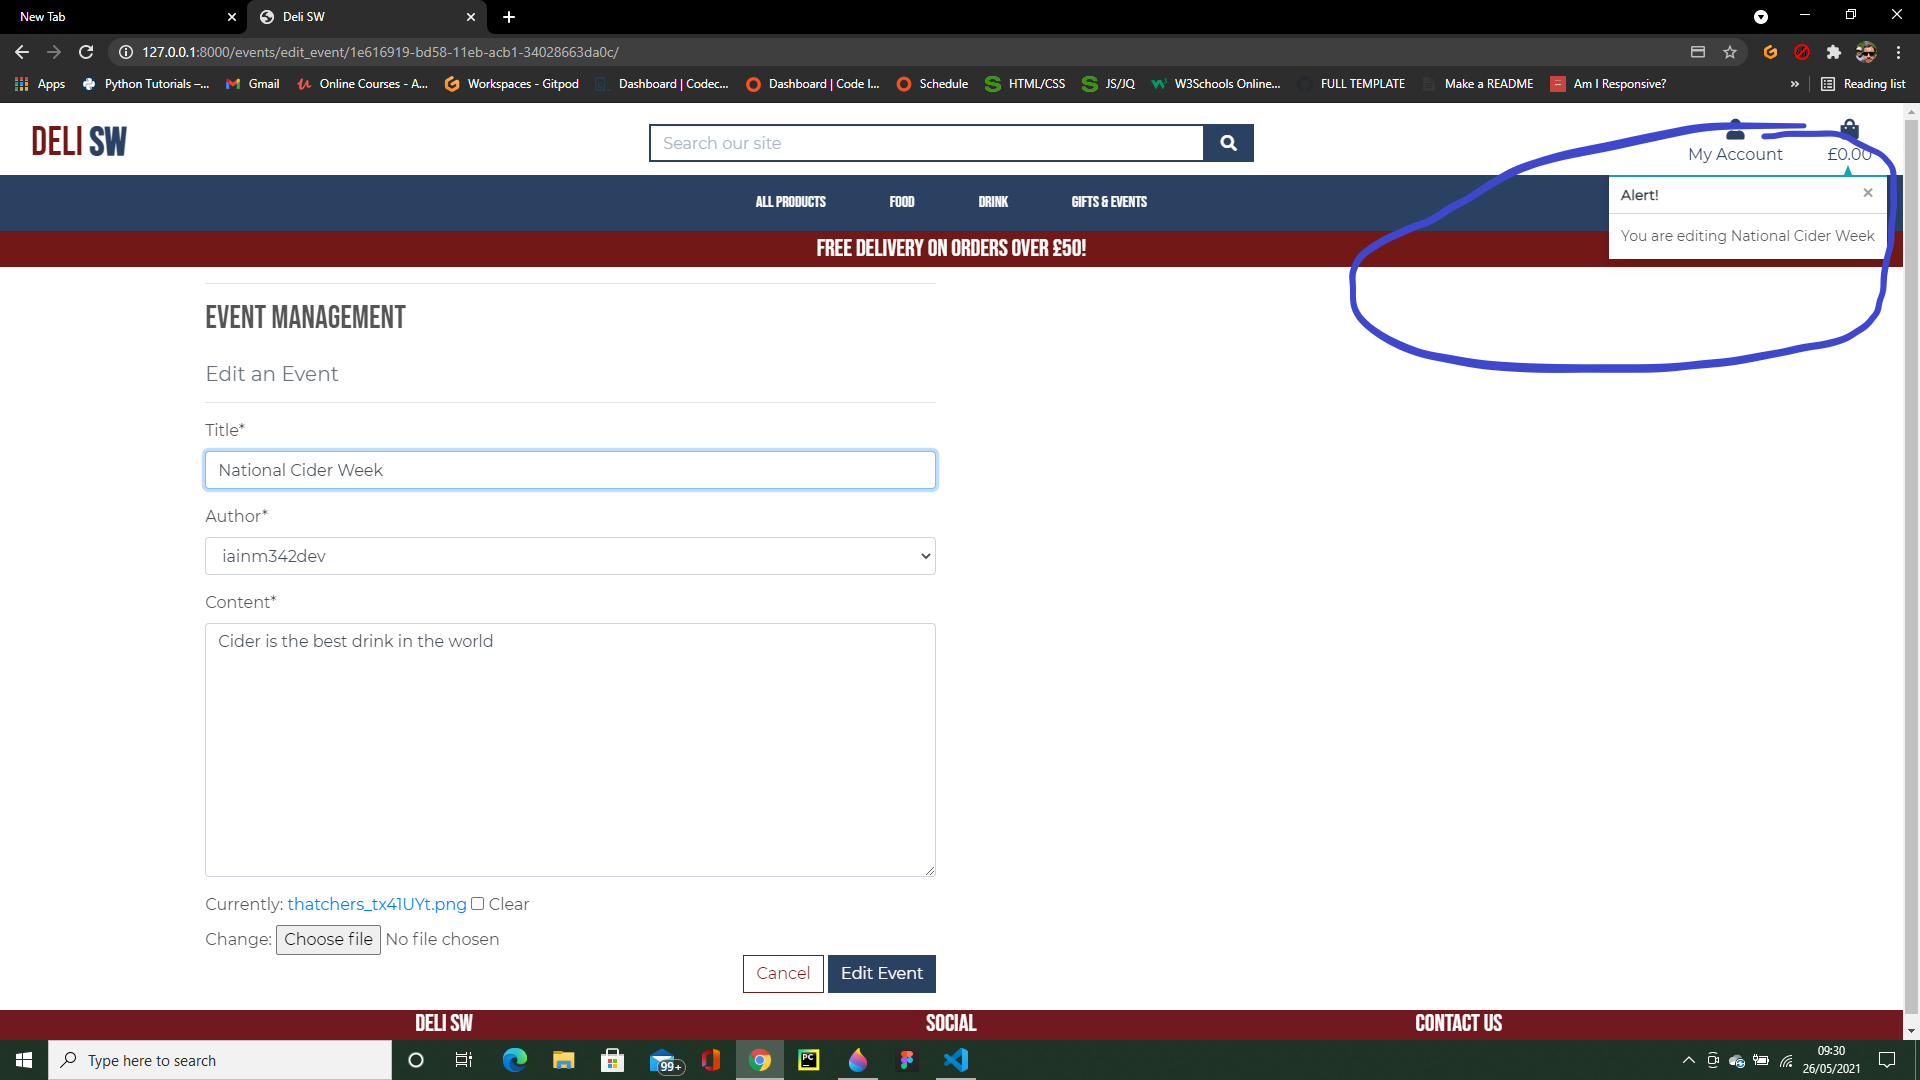 New Tab
Deli SW
127.0.0.1:8000/events/edit_event/1e616919-bd58-11eb-acb1-34028663da0c/
Apps
Python Tutorials –...
Gmail
Online Courses - A...
Workspaces - Gitpod
Dashboard | Codec...
Dashboard | Code I...
Schedule
HTML/CSS
JS/JQ
W3Schools Online...
FULL TEMPLATE
Make a README
Am I Responsive?
»
Reading list
DELI SW
Search our site
My Account
£0.00
ALL PRODUCTS
FOOD
DRINK
GIFTS & EVENTS
Alert!
×
You are editing National Cider Week
FREE DELIVERY ON ORDERS OVER £50!
EVENT MANAGEMENT
Edit an Event
Title*
National Cider Week
Author*
iainm342dev
Content*
Cider is the best drink in the world
Currently: thatchers_tx41UYt.png Clear
Change: Choose file No file chosen
Cancel
Edit Event
DELI SW
SOCIAL
CONTACT US
Type here to search
99+
PC
09:30
26/05/2021